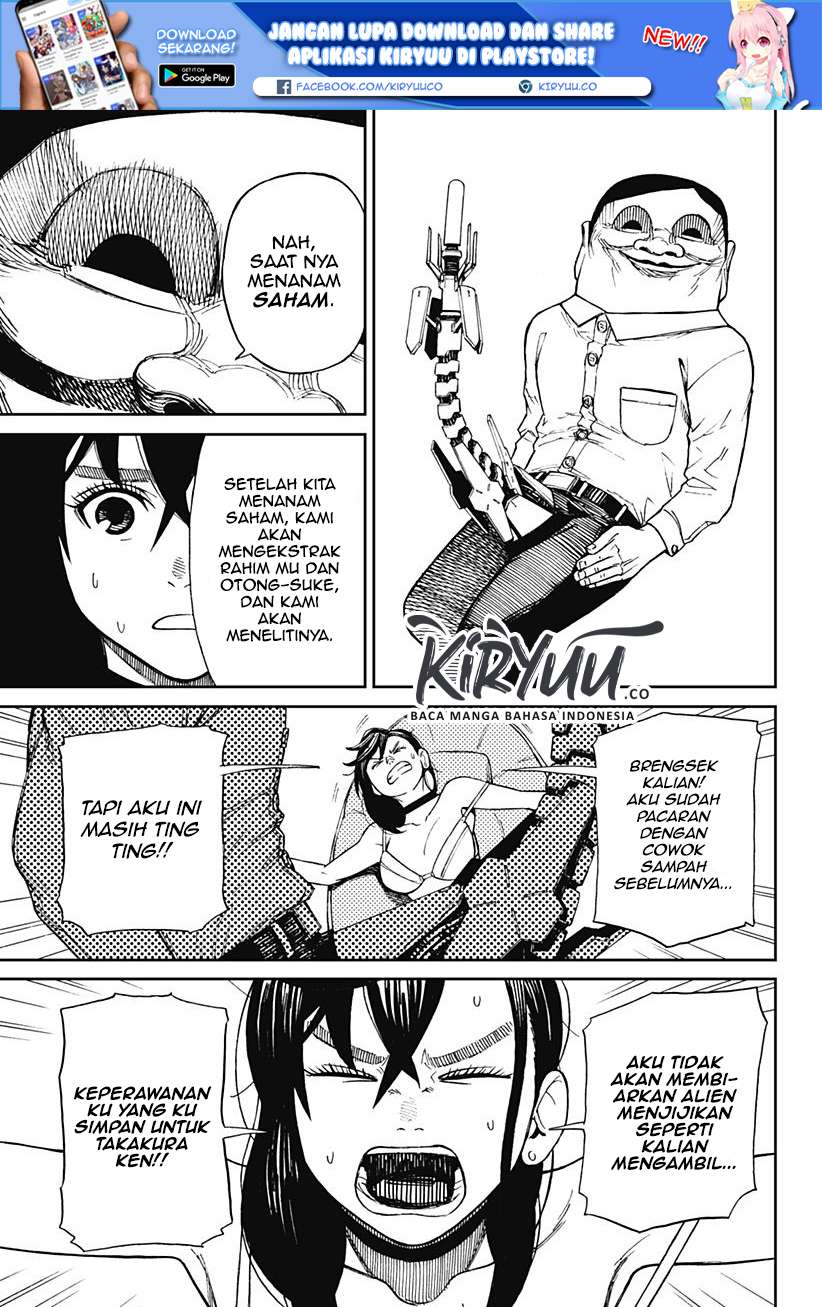 DOWNLOAD
SEKARANG!
GET IT ON
Google Play
JANGAN LUPA DOWNLOAD DAN SHARE
APLIKASI KIRYUU DI PLAYSTORE!
NEW!!
FACEBOOK.COM/KIRYUUCO
KIRYUU.CO
NAH,
SAAT NYA
MENANAM
SAHAM.
SETELAH KITA
MENANAM
SAHAM, KAMI
AKAN
MENGEKSTRAK
RAHIM MU DAN
OTONG-SUKE,
DAN KAMI
AKAN
MENELITINYA.
KIRYUU.CO
BACA MANGA BAHASA INDONESIA
BRENGSEK
KALIAN!
AKU SUDAH
PACARAN
DENGAN
COWOK
SAMPAH
SEBELUMNYA...
TAPI AKU INI
MASIH TING
TING!!
AKU TIDAK
AKAN MEMBI-
ARKAN ALIEN
MENJIJIKAN
SEPERTI
KALIAN
MENGAMBIL...
KEPERAWANAN
KU YANG KU
SIMPAN UNTUK
TAKAKURA
KEN!!